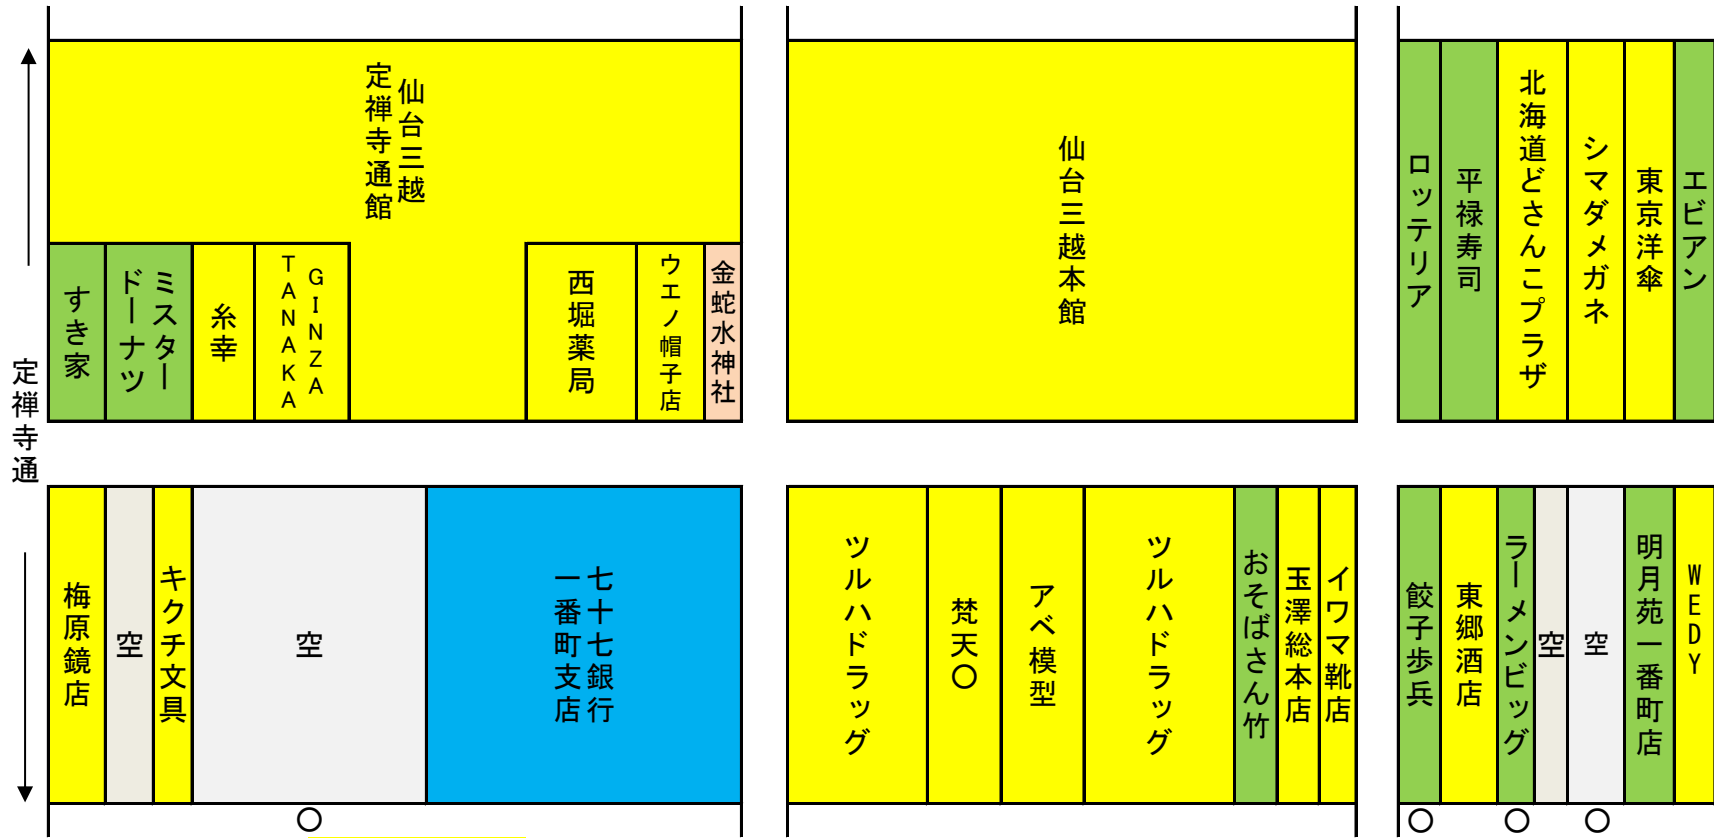 定禅寺通
仙台三越
定禅寺通館
すき家
ミスター
ドーナツ
糸幸
GINZA
TANAKA
西堀薬局
ウエノ帽子店
金蛇水神社
仙台三越本館
ロッテリア
平禄寿司
北海道どさんこプラザ
シマダメガネ
東京洋傘
エビアン
梅原鏡店
空
キクチ文具
空
七十七銀行
一番町支店
ツルハドラッグ
梵天〇
アベ模型
ツルハドラッグ
おそばさん竹
玉澤総本店
イワマ靴店
餃子歩兵
東郷酒店
ラーメンビッグ
空
空
明月苑一番町店
WEDY
〇
〇
〇
〇